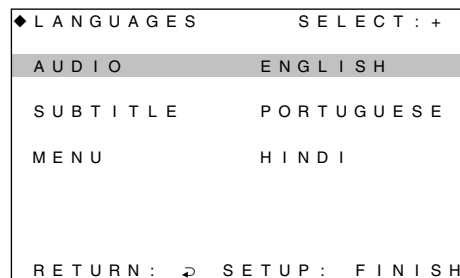 ◆LANGUAGES SELECT:+
AUDIO ENGLISH
SUBTITLE PORTUGUESE
MENU HINDI
RETURN: ⮌ SETUP: FINISH